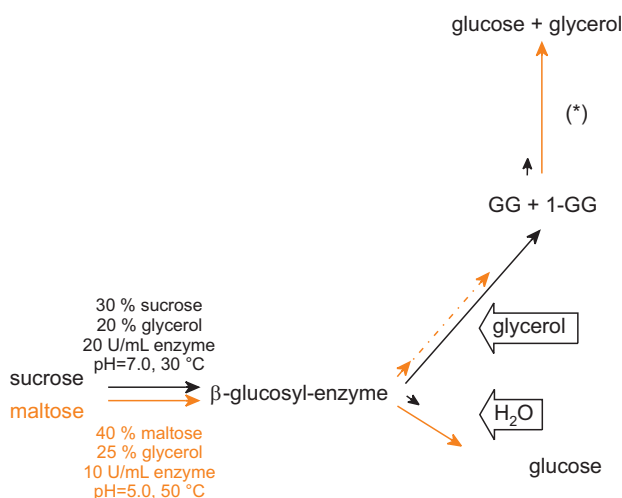 glucose + glycerol
(*)
GG + 1-GG
30 % sucrose
20 % glycerol
20 U/mL enzyme
pH=7.0, 30 °C
glycerol
sucrose
maltose
β-glucosyl-enzyme
H₂O
40 % maltose
25 % glycerol
10 U/mL enzyme
pH=5.0, 50 °C
glucose